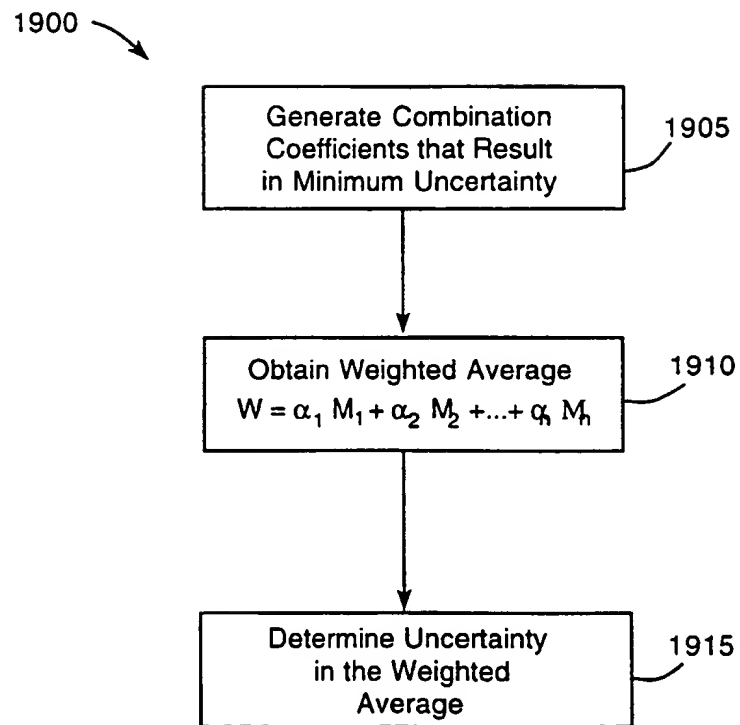 1900
Generate Combination
Coefficients that Result
in Minimum Uncertainty
1905
Obtain Weighted Average
W = α₁ M₁ + α₂ M₂ +...+ αₙ Mₙ
1910
Determine Uncertainty
in the Weighted
Average
1915